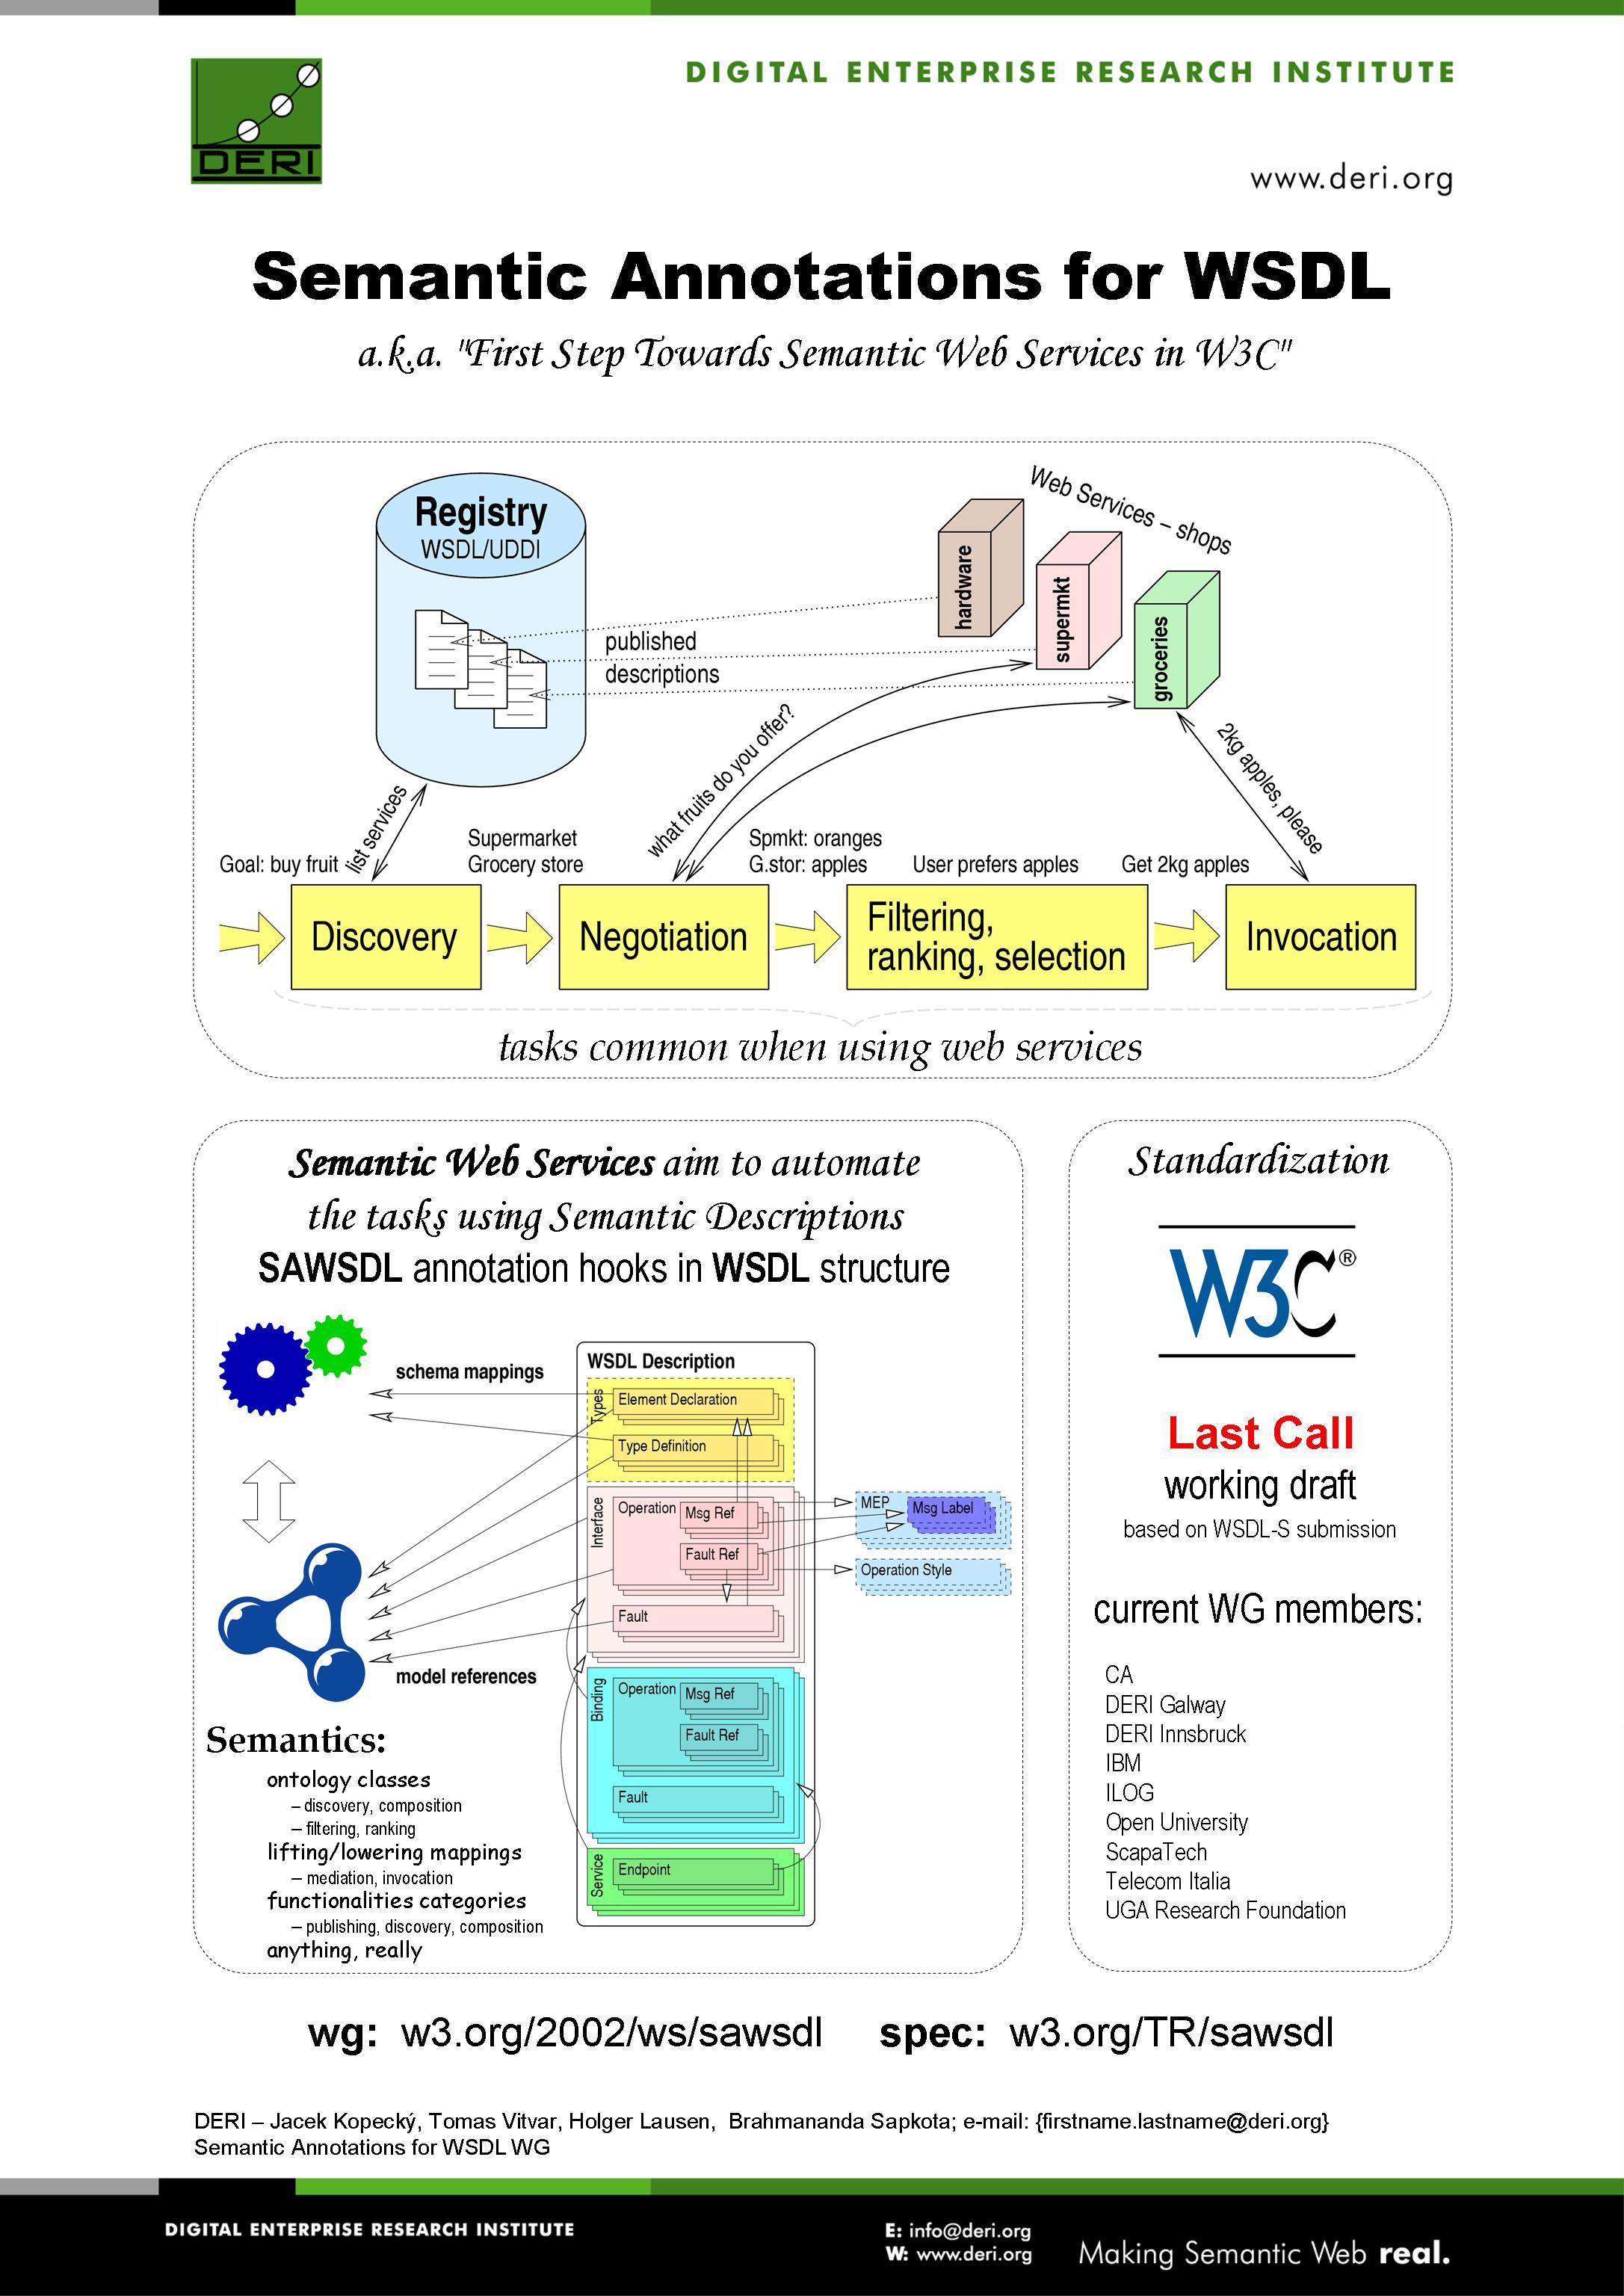 DIGITAL ENTERPRISE RESEARCH INSTITUTE
DERI
www.deri.org
Semantic Annotations for WSDL
a.k.a. "First Step Towards Semantic Web Services in W3C"
Registry
WSDL/UDDI
Web Services – shops
hardware
supermkt
groceries
published
descriptions
list services
what fruits do you offer?
2kg apples, please
Goal: buy fruit
Supermarket
Grocery store
Spmkt: oranges
G.stor: apples
User prefers apples
Get 2kg apples
Discovery
Negotiation
Filtering,
ranking, selection
Invocation
tasks common when using web services
Semantic Web Services aim to automate
the tasks using Semantic Descriptions
SAWSDL annotation hooks in WSDL structure
schema mappings
model references
WSDL Description
Types
Element Declaration
Type Definition
Interface
Operation
Msg Ref
Fault Ref
Fault
MEP
Msg Label
Operation Style
Binding
Operation
Msg Ref
Fault Ref
Fault
Service
Endpoint
Semantics:
ontology classes
– discovery, composition
– filtering, ranking
lifting/lowering mappings
– mediation, invocation
functionalities categories
– publishing, discovery, composition
anything, really
Standardization
W3C®
Last Call
working draft
based on WSDL-S submission
current WG members:
CA
DERI Galway
DERI Innsbruck
IBM
ILOG
Open University
ScapaTech
Telecom Italia
UGA Research Foundation
wg: w3.org/2002/ws/sawsdl spec: w3.org/TR/sawsdl
DERI – Jacek Kopecký, Tomas Vitvar, Holger Lausen, Brahmananda Sapkota; e-mail: {firstname.lastname@deri.org}
Semantic Annotations for WSDL WG
DIGITAL ENTERPRISE RESEARCH INSTITUTE
E: info@deri.org
W: www.deri.org
Making Semantic Web real.